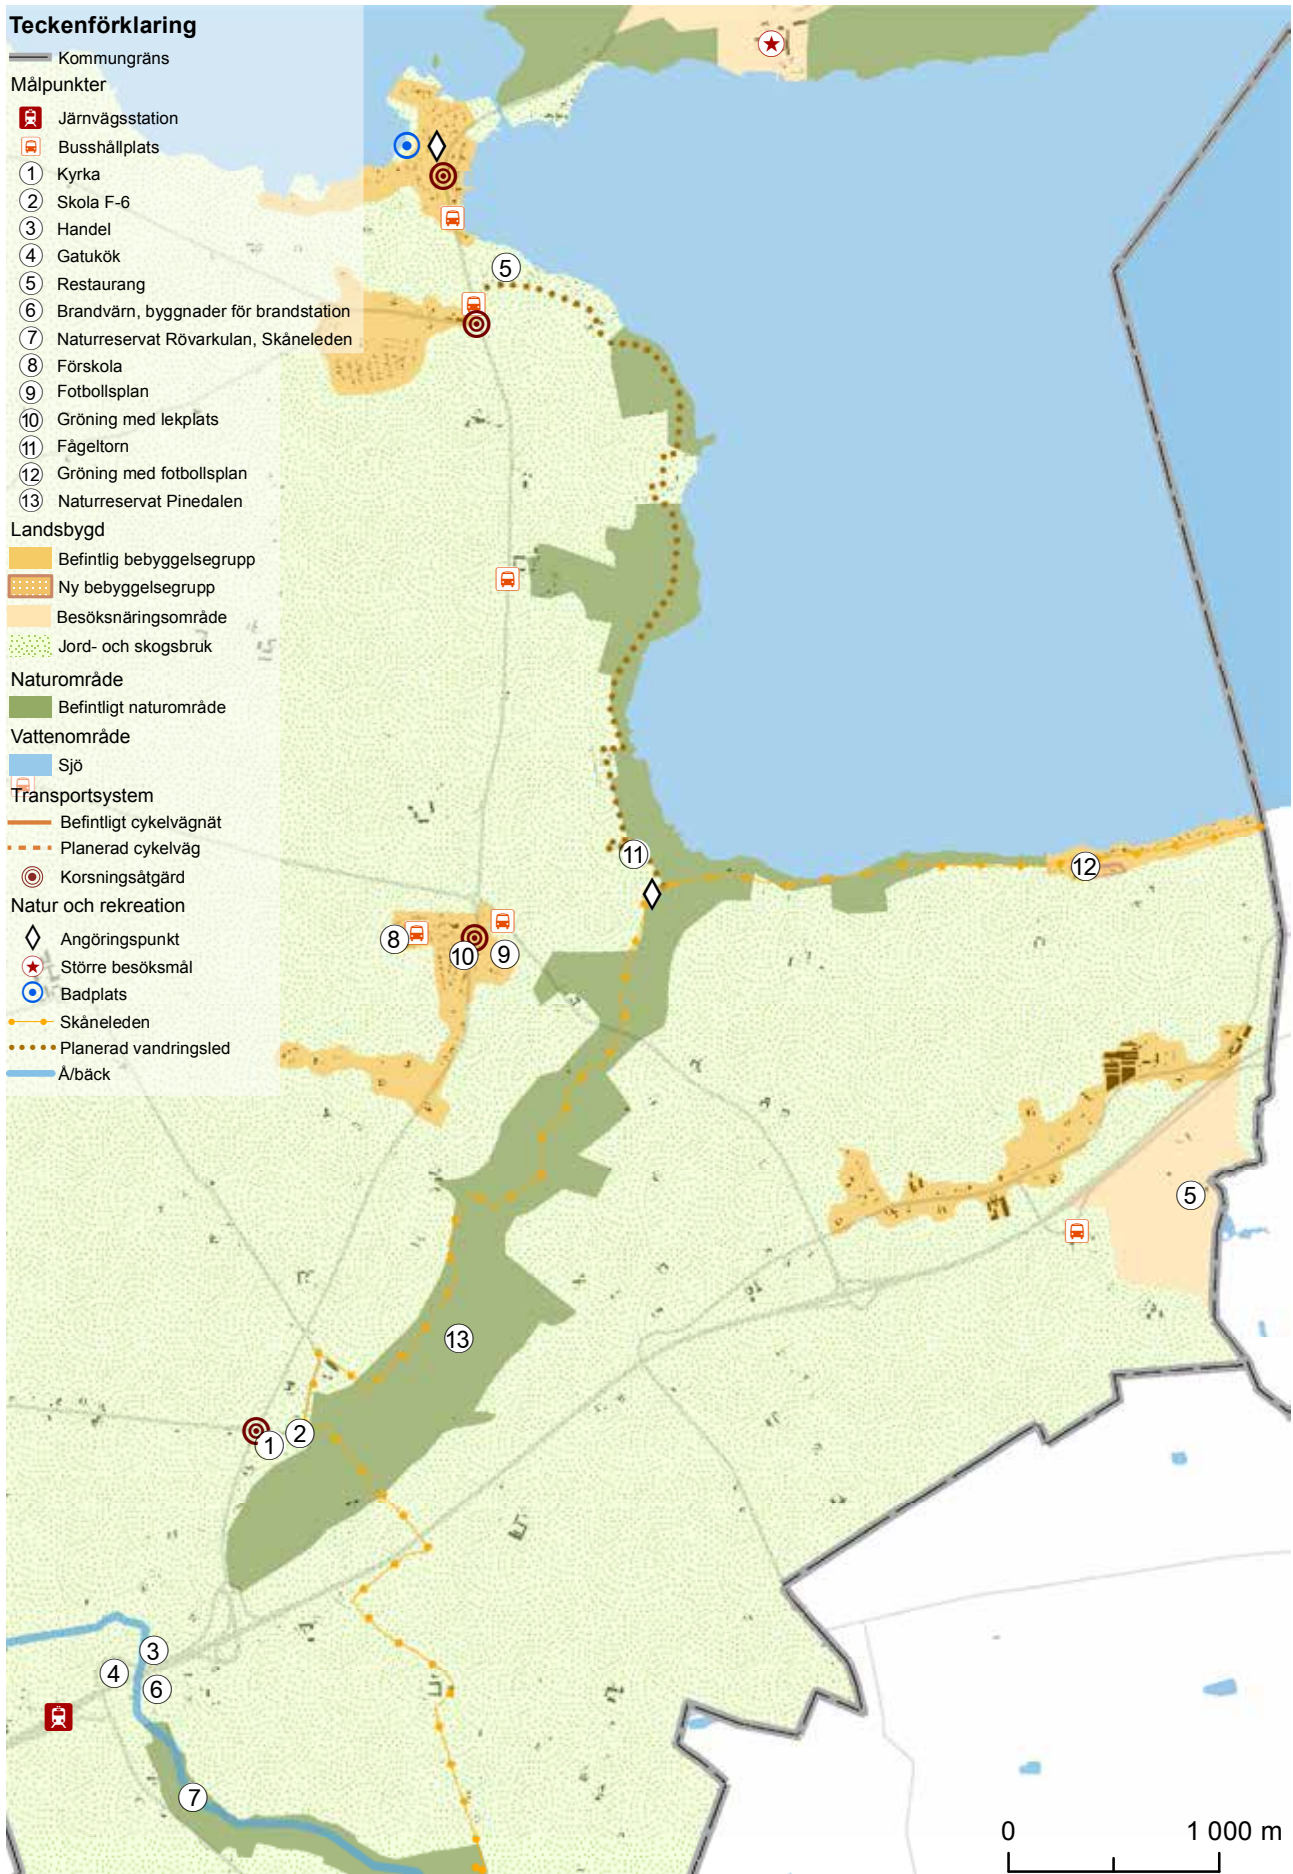 Teckenförklaring
Kommungräns
Målpunkter
Järnvägsstation
Busshållplats
1 Kyrka
2 Skola F-6
3 Handel
4 Gatukök
5 Restaurang
6 Brandvärn, byggnader för brandstation
7 Naturreservat Rövarkulan, Skåneleden
8 Förskola
9 Fotbollsplan
10 Gröning med lekplats
11 Fågeltorn
12 Gröning med fotbollsplan
13 Naturreservat Pinedalen
Landsbygd
Befintlig bebyggelsegrupp
Ny bebyggelsegrupp
Besöksnäringsområde
Jord- och skogsbruk
Naturområde
Befintligt naturområde
Vattenområde
Sjö
Transportsystem
Befintligt cykelvägnät
Planerad cykelväg
Korsningsåtgärd
Natur och rekreation
Angöringspunkt
Större besöksmål
Badplats
Skåneleden
Planerad vandringsled
Å/bäck
5
11
12
8
10
9
5
13
2
1
3
4
6
7
0 1 000 m